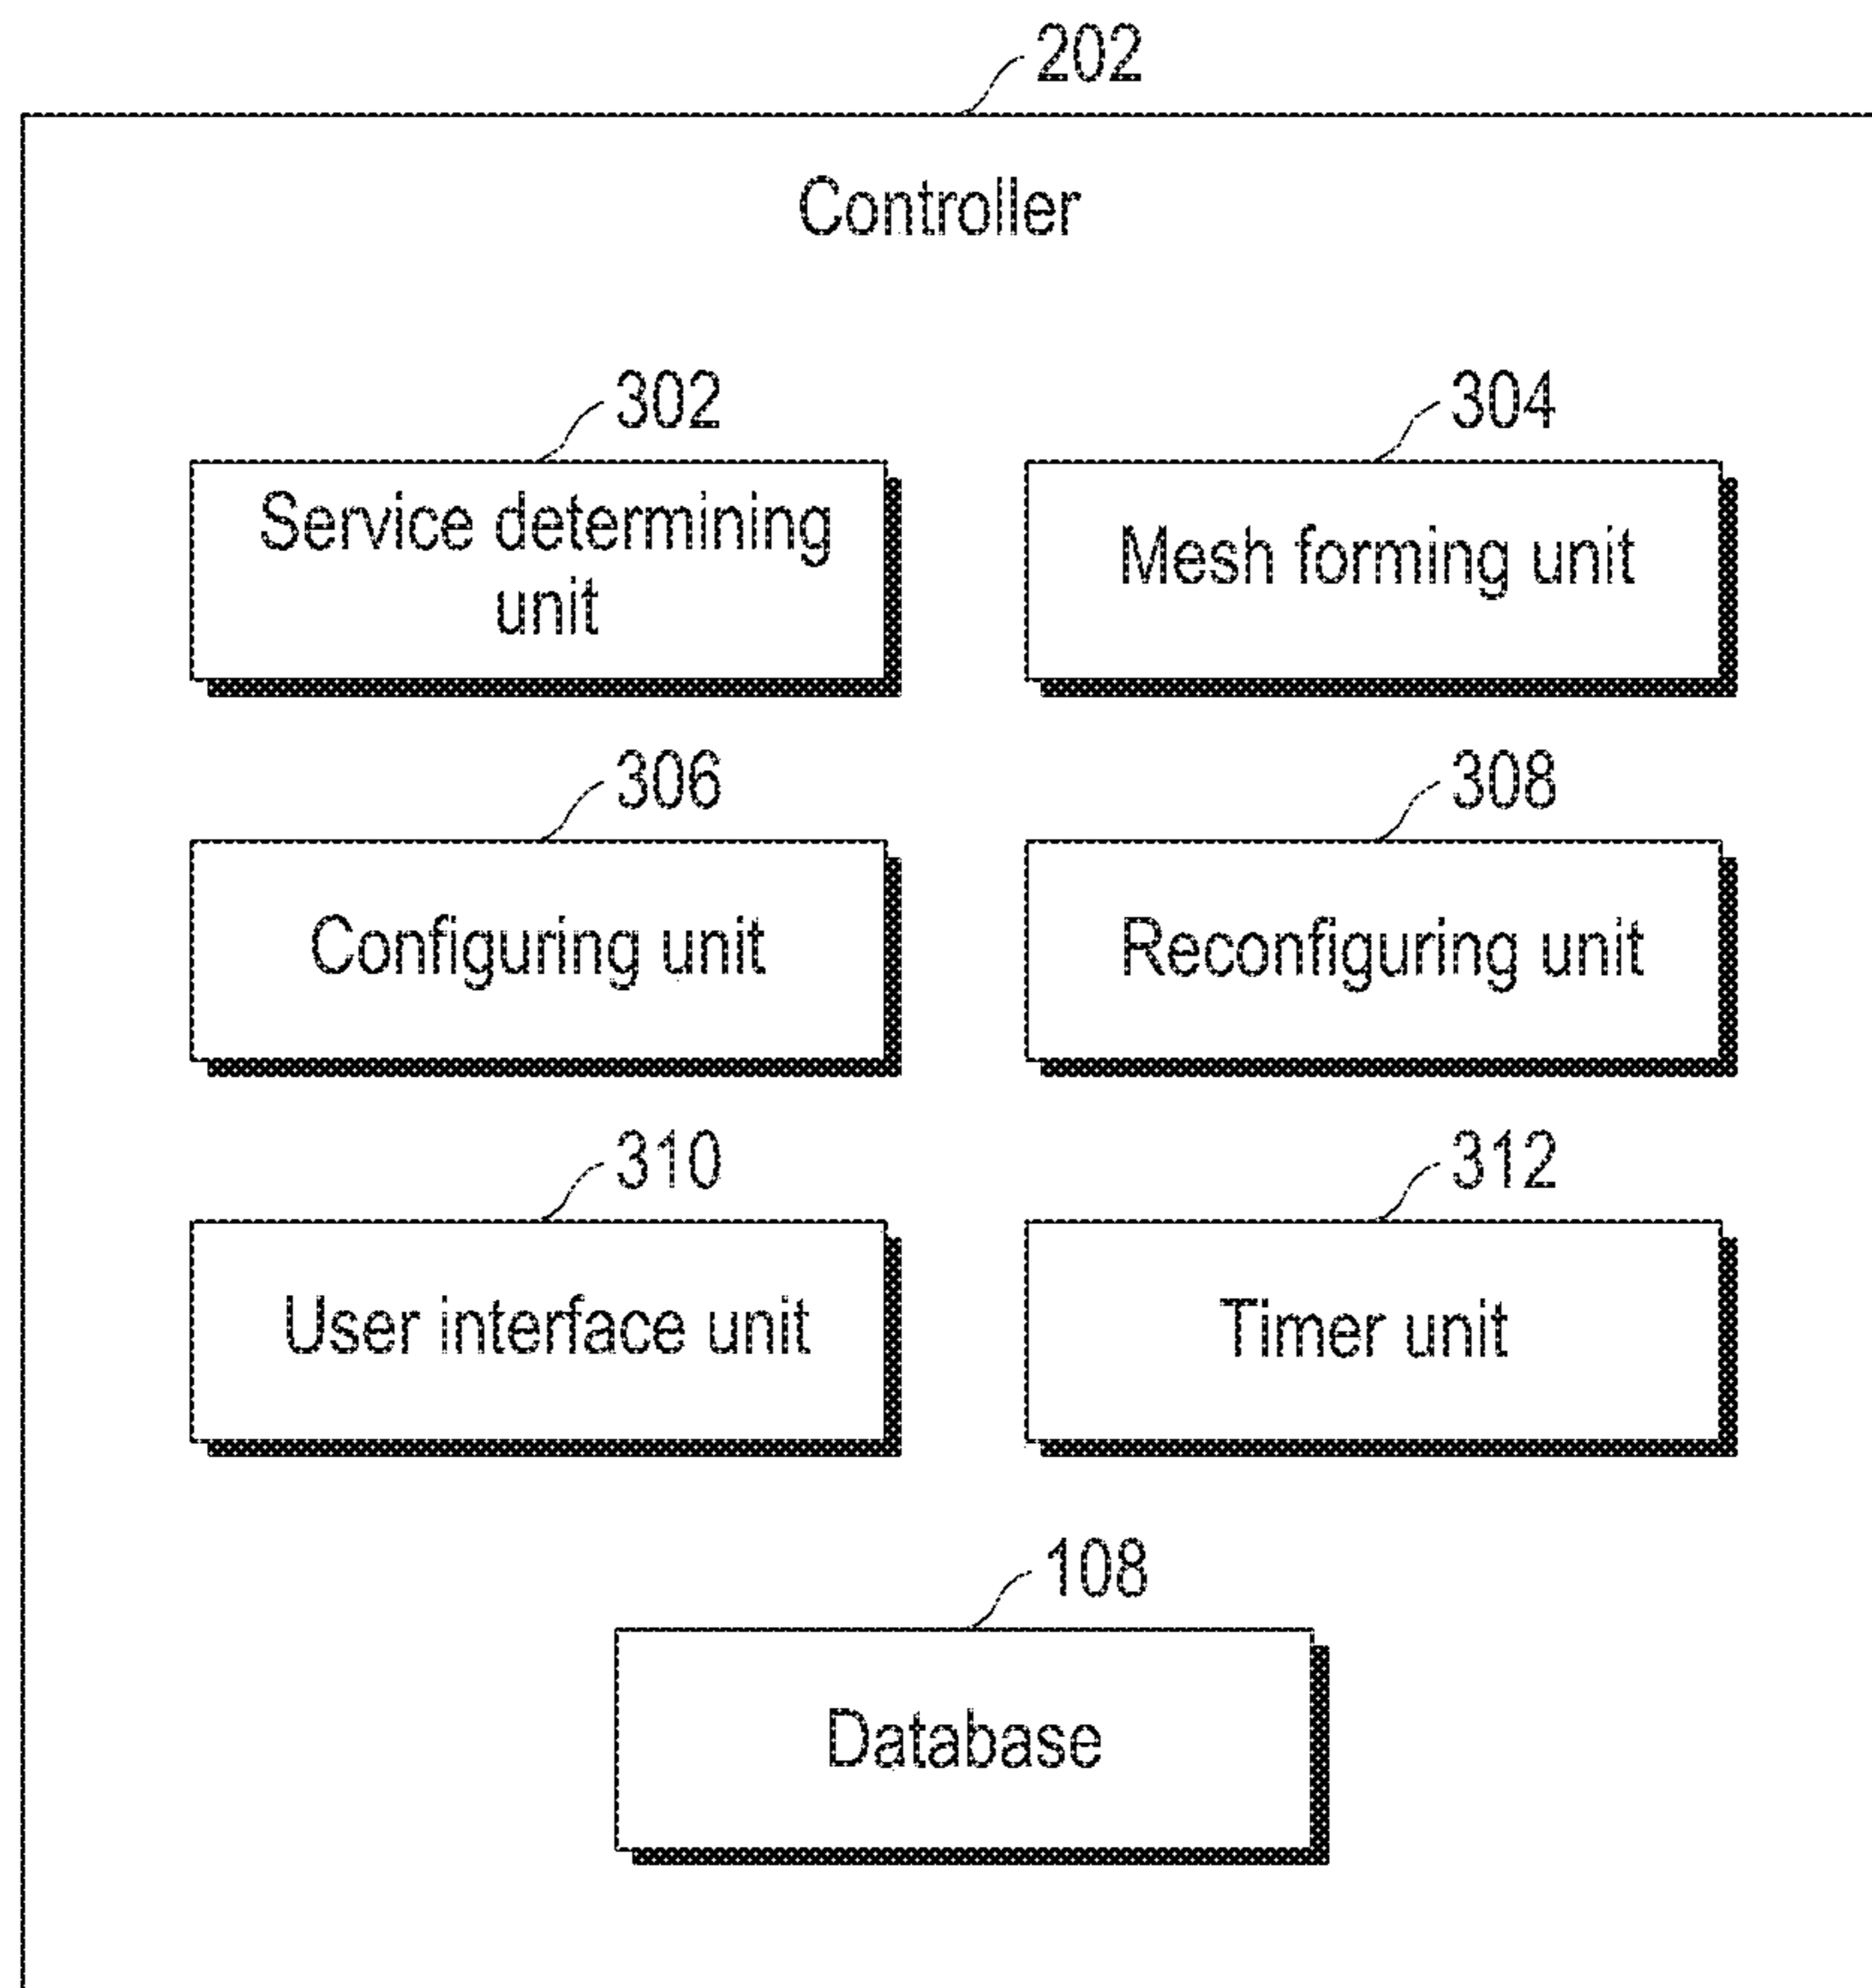 202
Controller
302
304
Service determining
unit
Mesh forming unit
306
308
Configuring unit
Reconfiguring unit
310
312
User interface unit
Timer unit
108
Database